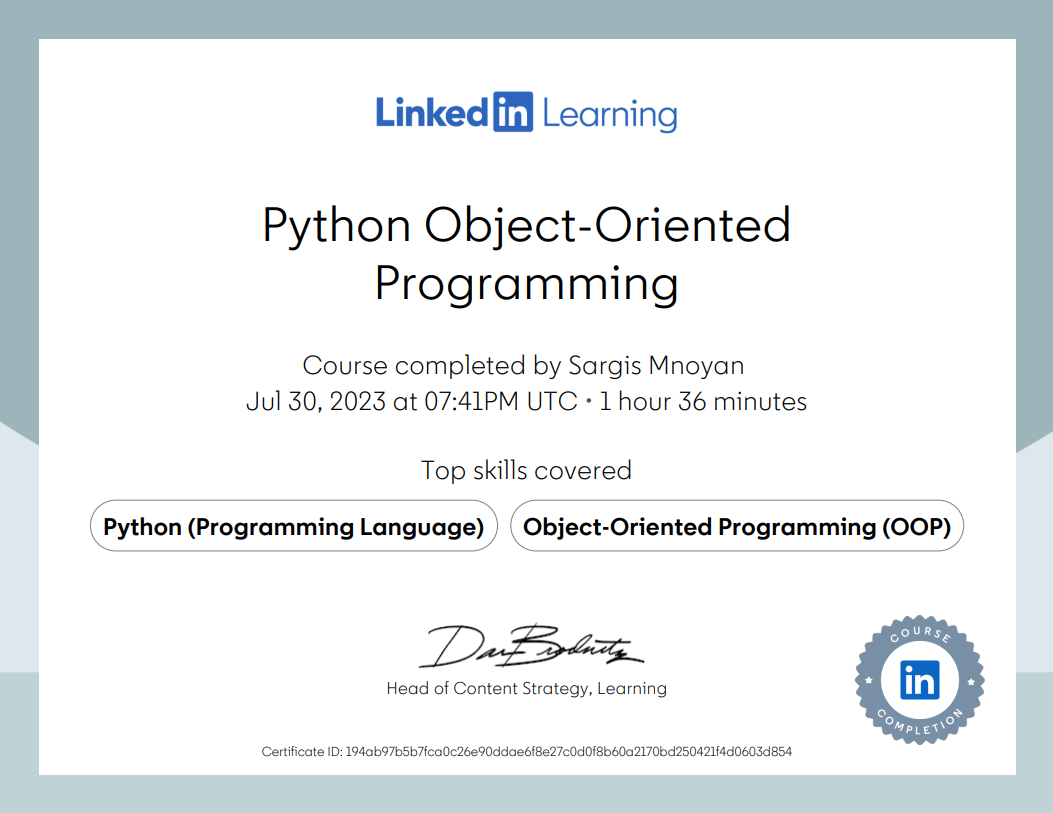 Linked in Learning
Python Object-Oriented
Programming
Course completed by Sargis Mnoyan
Jul 30, 2023 at 07:41PM UTC • 1 hour 36 minutes
Top skills covered
Python (Programming Language) Object-Oriented Programming (OOP)
Dan Brodnitz
Head of Content Strategy, Learning
COURSE
in
COMPLETION
Certificate ID: 194ab97b5b7fca0c26e90ddae6f8e27c0d0f8b60a2170bd250421f4d0603d854